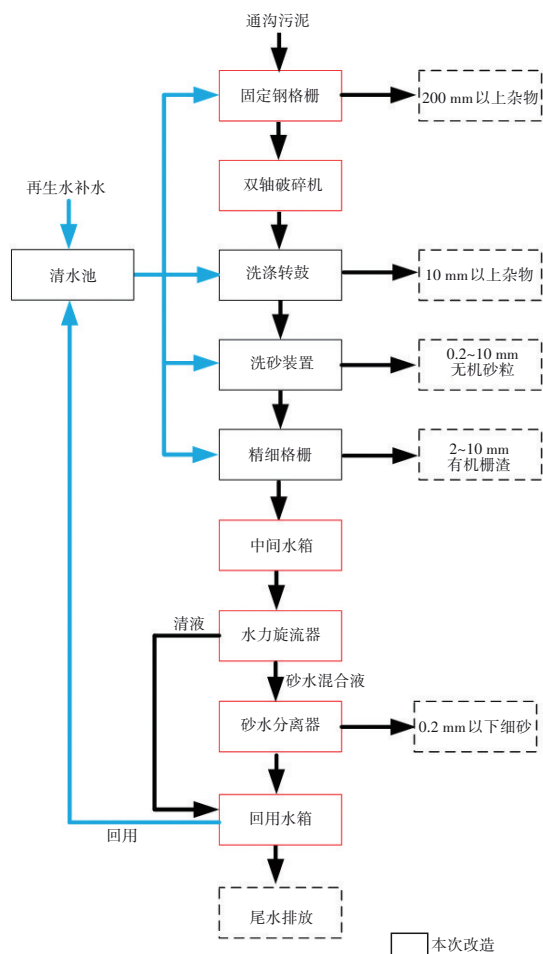 通沟污泥
固定钢格栅
200 mm以上杂物
双轴破碎机
再生水补水
清水池
洗涤转鼓
10 mm以上杂物
洗砂装置
0.2~10 mm
无机砂粒
精细格栅
2~10 mm
有机栅渣
中间水箱
清液
水力旋流器
砂水混合液
砂水分离器
0.2 mm以下细砂
回用水箱
回用
尾水排放
本次改造